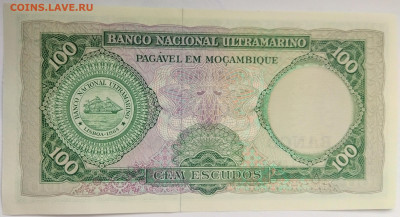 COINS.LAVE.RU
100 BANCO NACIONAL ULTRAMARINO 100
PAGAVEL EM MOÇAMBIQUE
BANCO NACIONAL ULTRAMARINO
LISBOA
100 CEM ESCUDOS 100